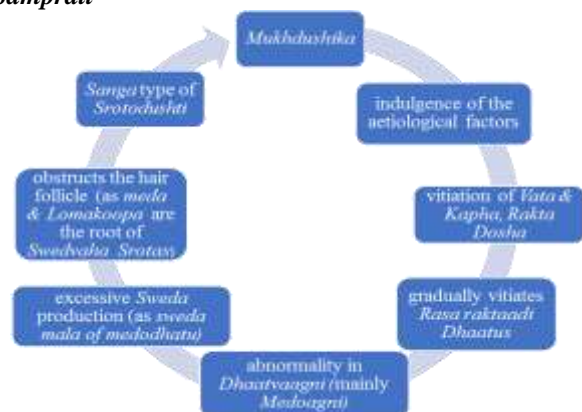 Samprati
Mukhdushika
indulgence of the
aetiological factors
vitiation of Vata &
Kapha, Rakta
Dosha
gradually vitiates
Rasa raktaadi
Dhaatus
abnormality in
Dhaatvaagni (mainly
Medoagni)
excessive Sweda
production (as sweda
mala of medodhatu)
obstructs the hair
follicle (as meda
& Lomakoopa are
the root of
Swedvaha Srotas)
Sanga type of
Srotodushti